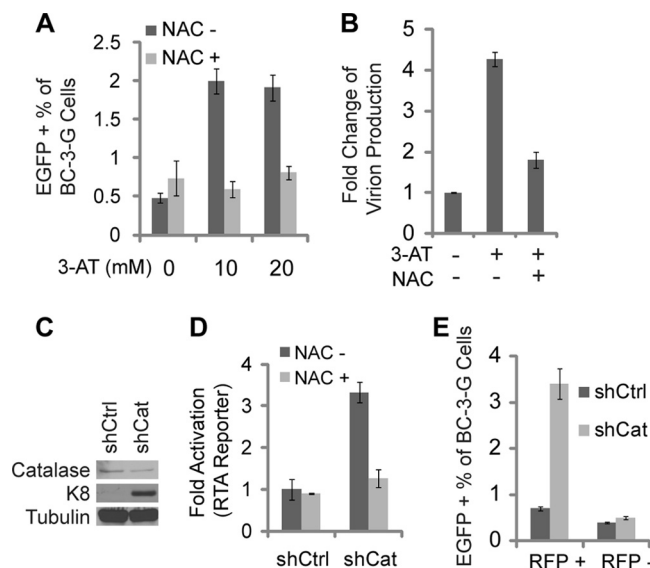 A
NAC -
NAC +
EGFP + % of
BC-3-G Cells
2.5
2
1.5
1
0.5
0
3-AT (mM) 0 10 20
B
Fold Change of
Virion Production
5
4
3
2
1
0
3-AT - + +
NAC - - +
C
shCtrl
shCat
Catalase
K8
Tubulin
D
NAC -
NAC +
Fold Activation
(RTA Reporter)
4
3
2
1
0
shCtrl shCat
E
EGFP + % of BC-3-G Cells
4
3
2
1
0
shCtrl
shCat
RFP + RFP -